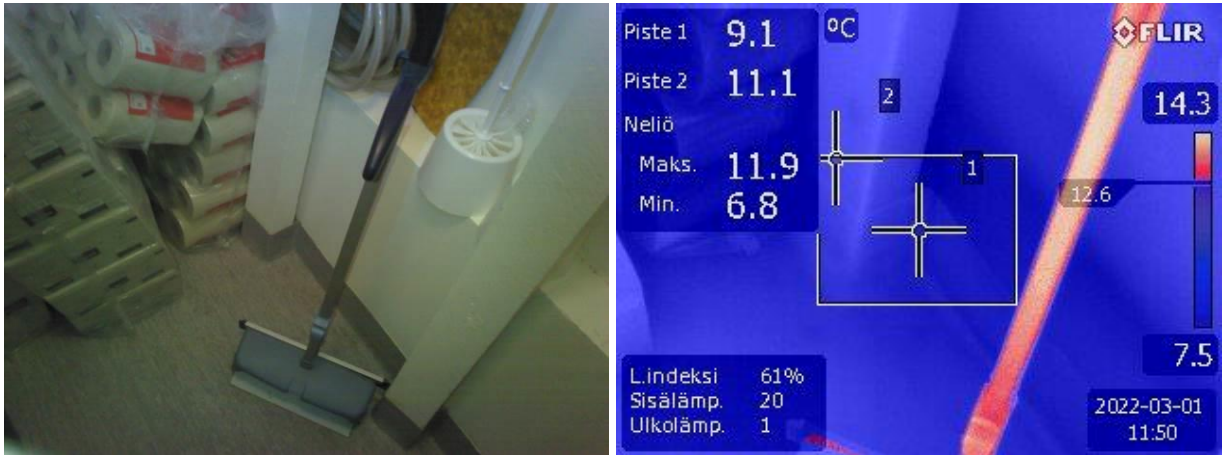 Piste 1 9.1 °C FLIR
Piste 2 11.1
2
14.3
Neliö
Maks. 11.9
1
12.6
Min. 6.8
7.5
L.indeksi 61%
Sisälämp. 20
Ulkolämp. 1
2022-03-01
11:50